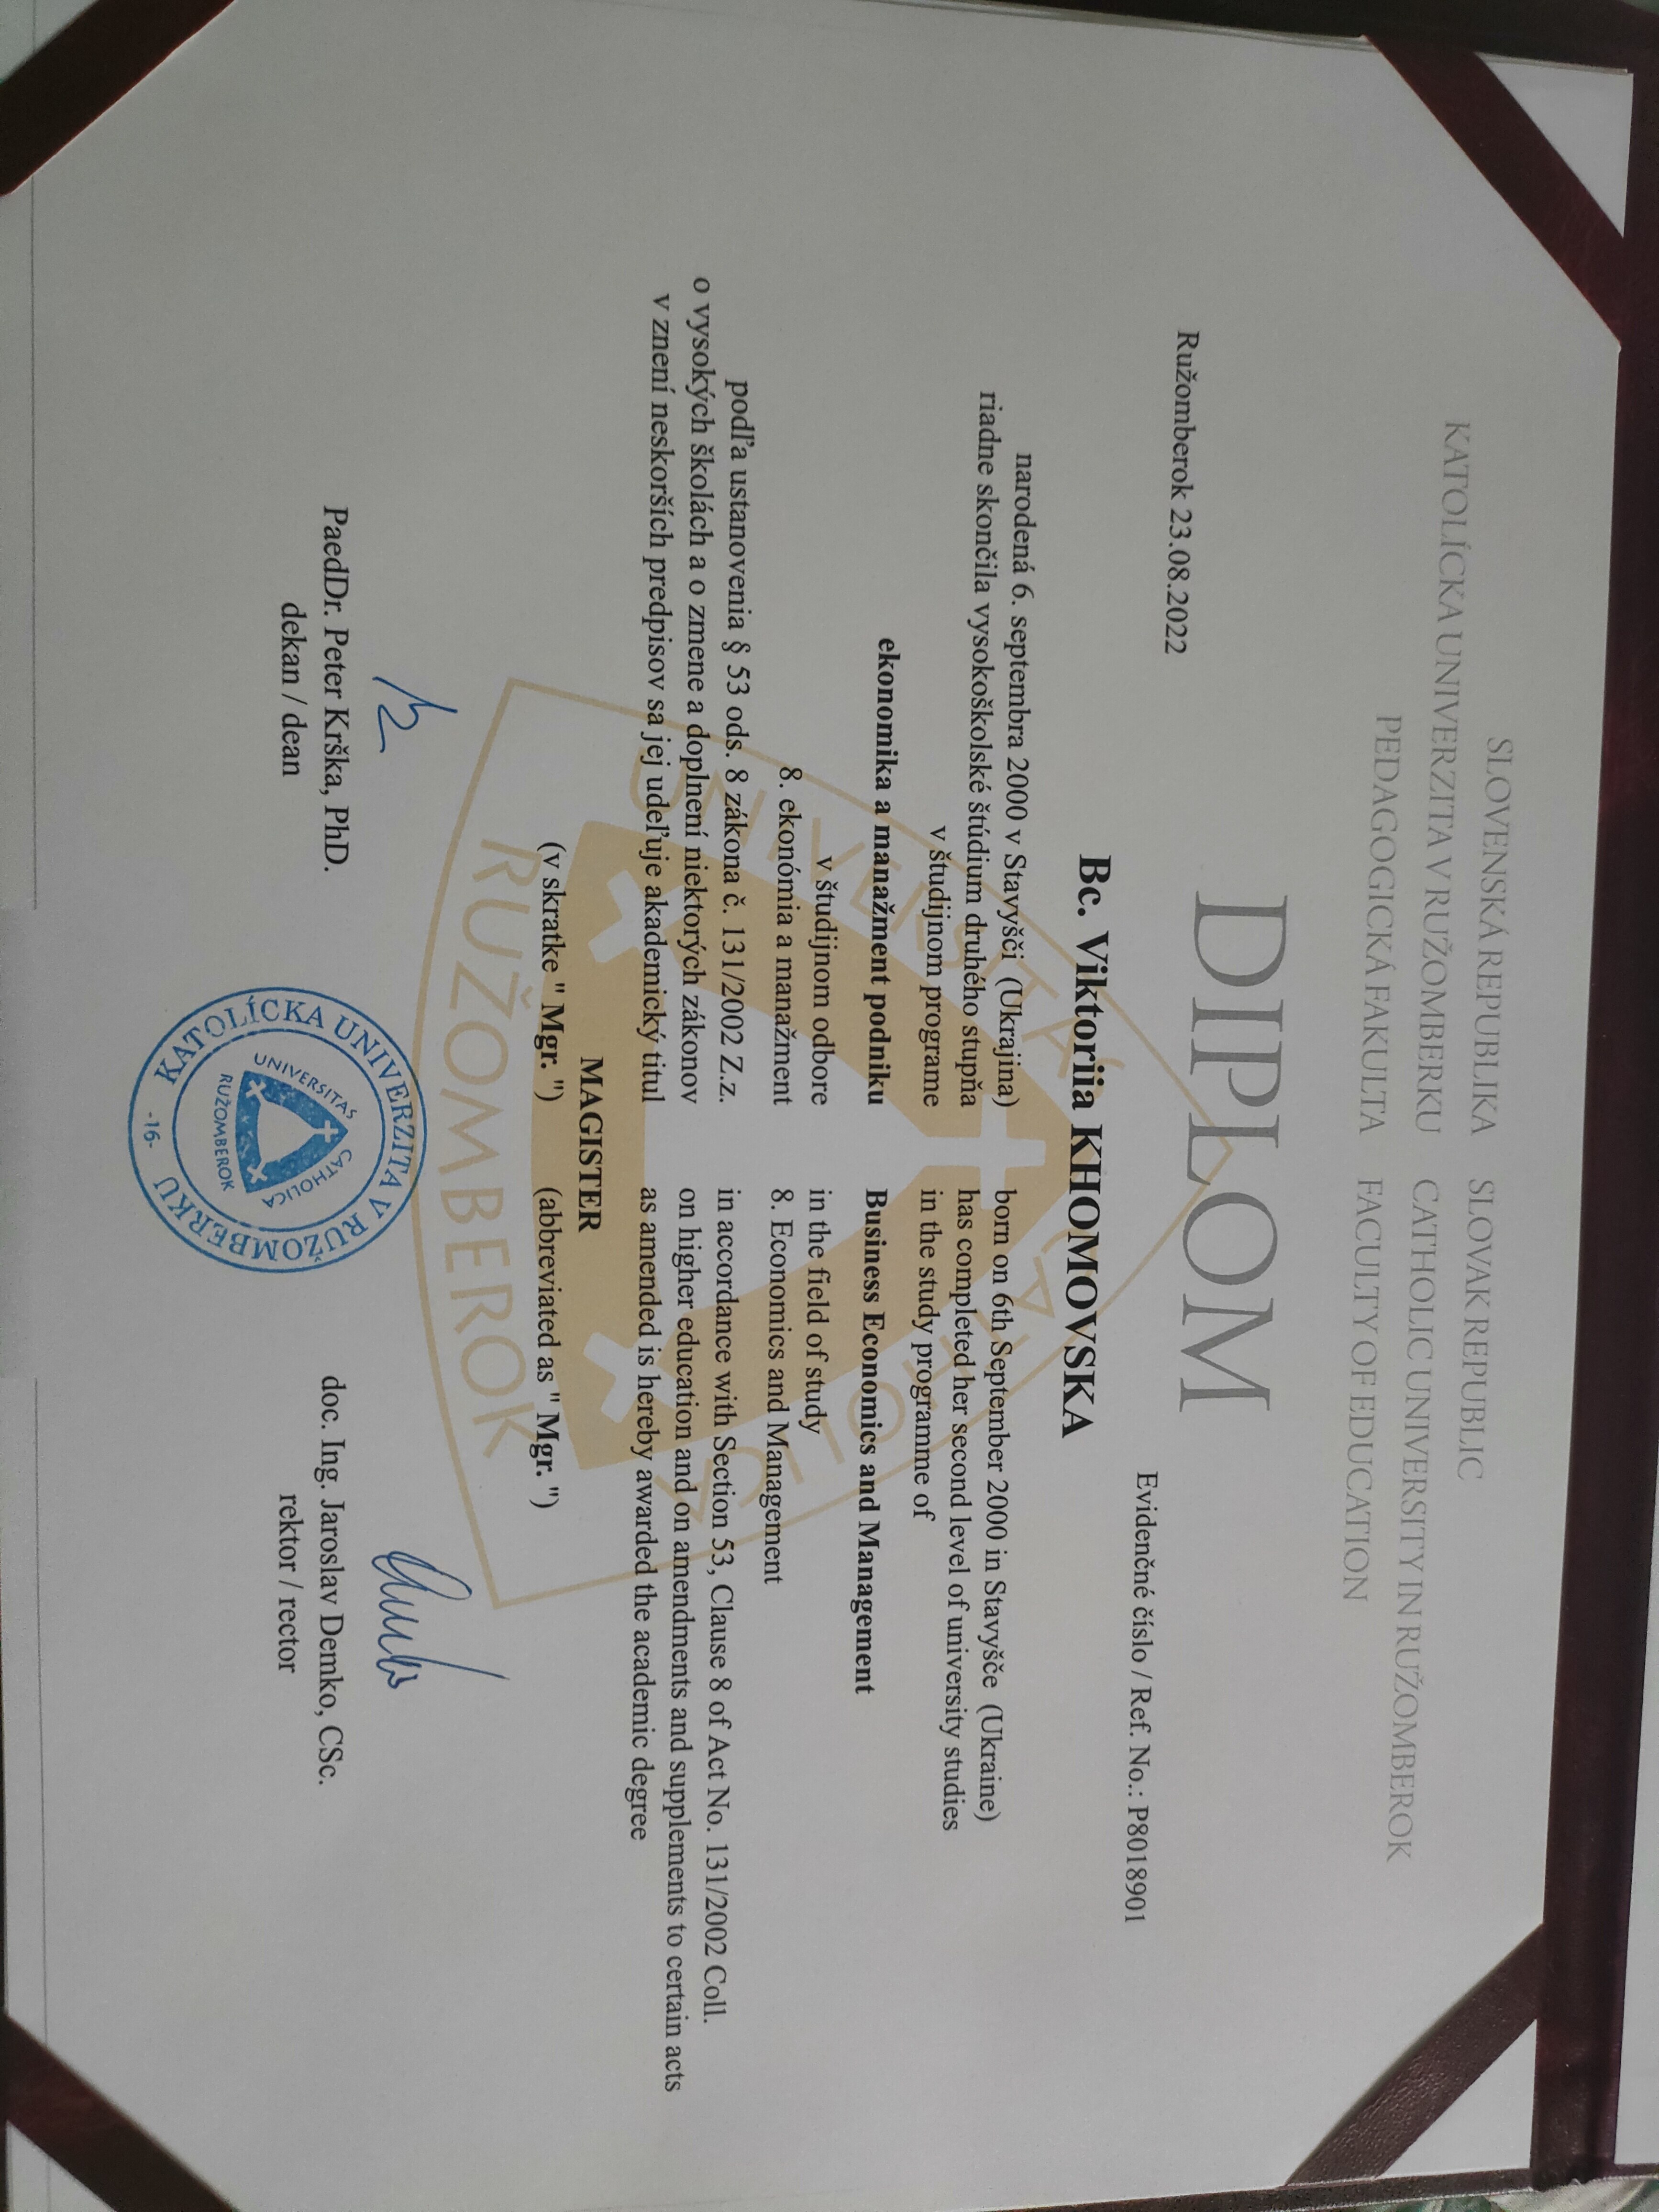 SLOVENSKÁ REPUBLIKA SLOVAK REPUBLIC
KATOLÍCKA UNIVERZITA V RUŽOMBERKU CATHOLIC UNIVERSITY IN RUŽOMBEROK
PEDAGOGICKÁ FAKULTA FACULTY OF EDUCATION
DIPLOM
Ružomberok 23.08.2022
Evidenčné číslo / Ref. No.: P8018901
Bc. Viktoriia KHOMOVSKA
narodená 6. septembra 2000 v Stavyšči (Ukrajina)
riadne skončila vysokoškolské štúdium druhého stupňa
v študijnom programe
ekonomika a manažment podniku
v študijnom odbore
8. ekonómia a manažment
podľa ustanovenia § 53 ods. 8 zákona č. 131/2002 Z.z.
o vysokých školách a o zmene a doplnení niektorých zákonov
v znení neskorších predpisov sa jej udeľuje akademický titul
born on 6th September 2000 in Stavyšče (Ukraine)
has completed her second level of university studies
in the study programme of
Business Economics and Management
in the field of study
8. Economics and Management
in accordance with Section 53, Clause 8 of Act No. 131/2002 Coll.
on higher education and on amendments and supplements to certain acts
as amended is hereby awarded the academic degree
MAGISTER
(v skratke " Mgr. ") (abbreviated as " Mgr. ")
UNIVERSITAS CATHOLICA
RUŽOMBEROK
PaedDr. Peter Krška, PhD.
dekan / dean
KATOLÍCKA UNIVERZITA V RUŽOMBERKU
-16-
UNIVERSITAS CATHOLICA
RUŽOMBEROK
doc. Ing. Jaroslav Demko, CSc.
rektor / rector